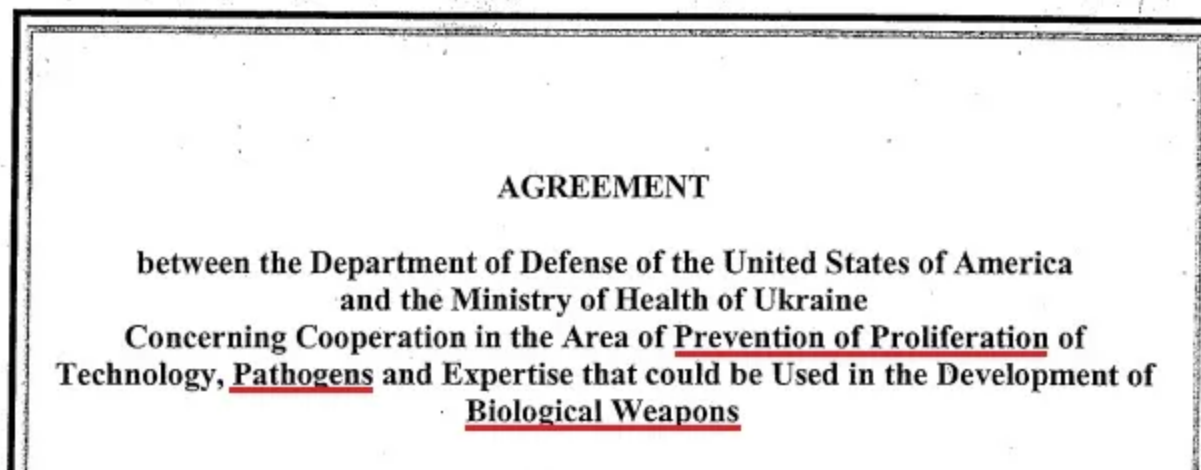 AGREEMENT
between the Department of Defense of the United States of America
and the Ministry of Health of Ukraine
Concerning Cooperation in the Area of Prevention of Proliferation of
Technology, Pathogens and Expertise that could be Used in the Development of
Biological Weapons